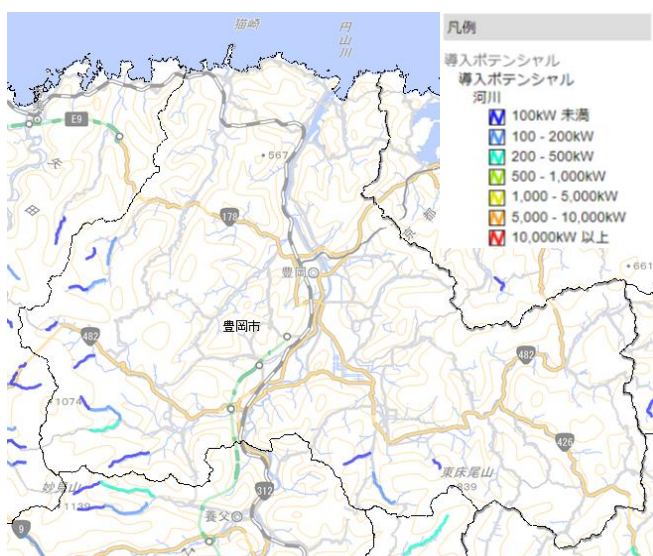 猫崎
円山川
凡例
導入ポテンシャル
導入ポテンシャル
河川
100kW 未満
100 - 200kW
200 - 500kW
500 - 1,000kW
1,000 - 5,000kW
5,000 - 10,000kW
10,000kW 以上
E9
567
178
京都
661
豊岡
豊岡市
482
482
1074
426
妙見山
1139
東床尾山
839
312
養父
9